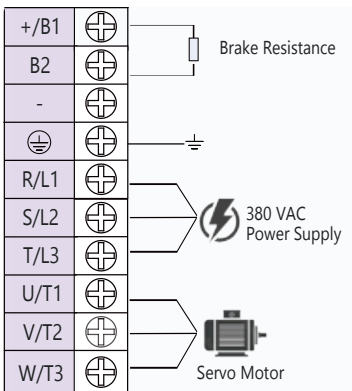 +/B1
Brake Resistance
B2
-
R/L1
S/L2
380 VAC
Power Supply
T/L3
U/T1
V/T2
W/T3
Servo Motor